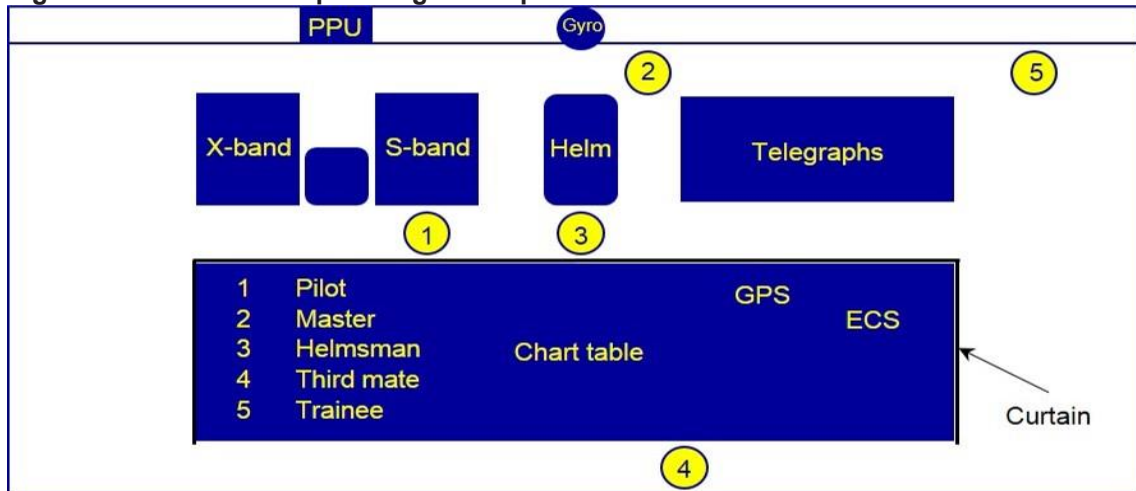 PPU
Gyro
2
5
X-band
S-band
Helm
Telegraphs
1
3
1 Pilot
2 Master
3 Helmsman
4 Third mate
5 Trainee
Chart table
GPS
ECS
Curtain
4